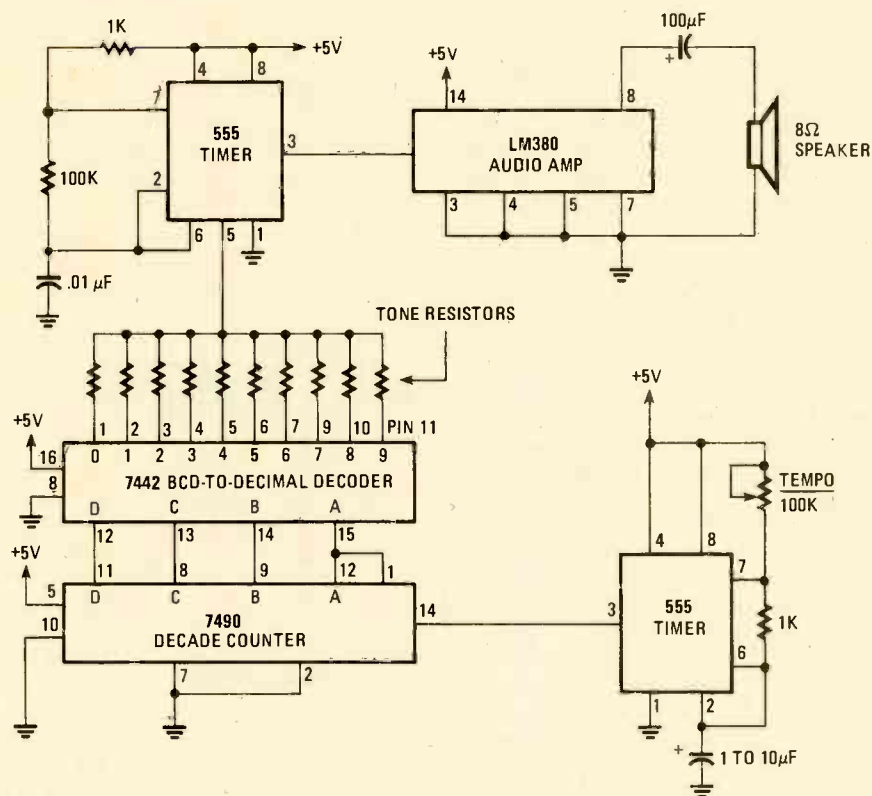 1K
+5V
4
8
7
555
TIMER
3
100K
2
6
5
1
.01 µF
100µF
+
+5V
14
8
LM380
AUDIO AMP
8Ω
SPEAKER
3
4
5
7
TONE RESISTORS
1 2 3 4 5 6 7 9 10 PIN 11
+5V
16
0 1 2 3 4 5 6 7 8 9
8
7442 BCD-TO-DECIMAL DECODER
D C B A
12 13 14 15
+5V
11 8 9 12 1
5
D C B A
10
7490
DECADE COUNTER
14
7
2
+5V
TEMPO
100K
4
8
7
3
555
TIMER
1K
6
1
2
+
1 TO 10µF